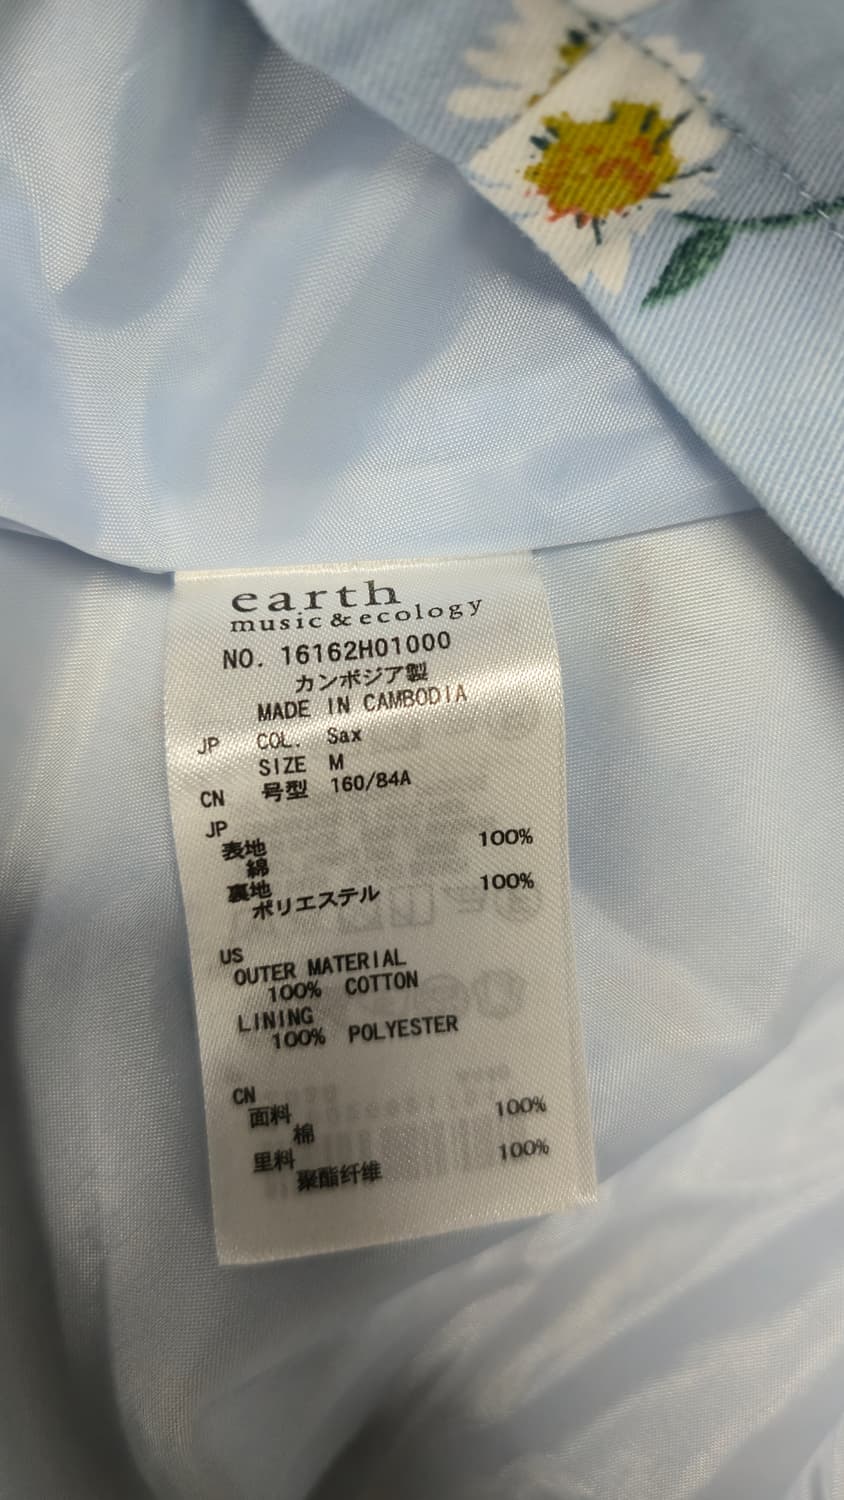 earth
music & ecology
NO. 16162H01000
カンボジア製
MADE IN CAMBODIA
JP COL. Sax
SIZE M
CN 号型 160/84A
JP
表地
綿 100%
裏地
ポリエステル 100%
US
OUTER MATERIAL
100% COTTON
LINING
100% POLYESTER
CN
面料
棉 100%
里料
聚酯纤维 100%